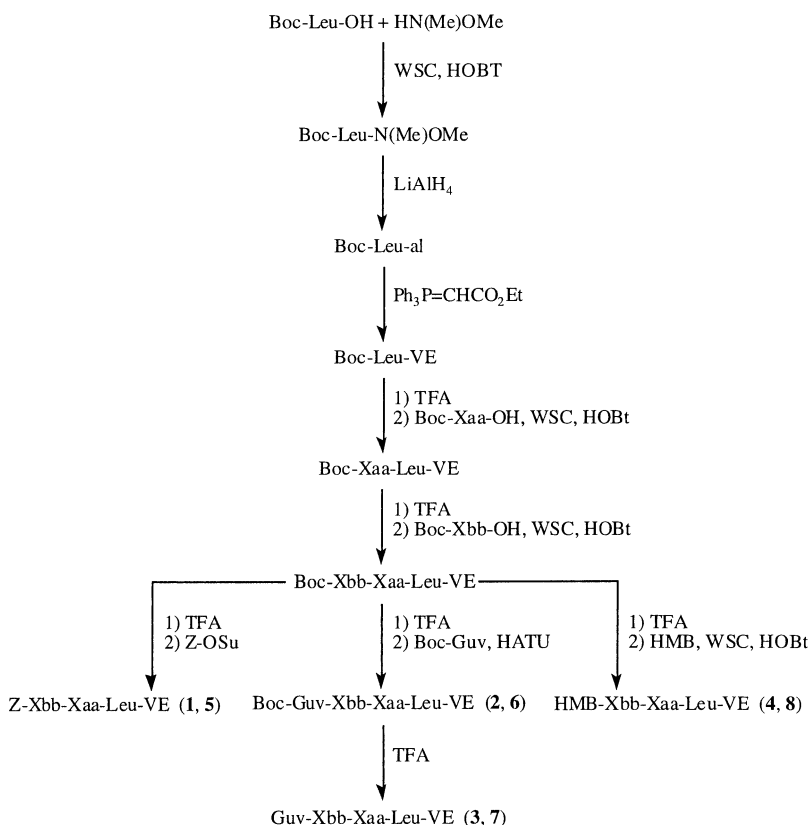 Boc-Leu-OH + HN(Me)OMe
WSC, HOBT
Boc-Leu-N(Me)OMe
LiAlH₄
Boc-Leu-al
Ph₃P=CHCO₂Et
Boc-Leu-VE
1) TFA
2) Boc-Xaa-OH, WSC, HOBt
Boc-Xaa-Leu-VE
1) TFA
2) Boc-Xbb-OH, WSC, HOBt
Boc-Xbb-Xaa-Leu-VE
1) TFA
2) Z-OSu
1) TFA
2) Boc-Guv, HATU
1) TFA
2) HMB, WSC, HOBt
Z-Xbb-Xaa-Leu-VE (1, 5)
Boc-Guv-Xbb-Xaa-Leu-VE (2, 6)
HMB-Xbb-Xaa-Leu-VE (4, 8)
TFA
Guv-Xbb-Xaa-Leu-VE (3, 7)